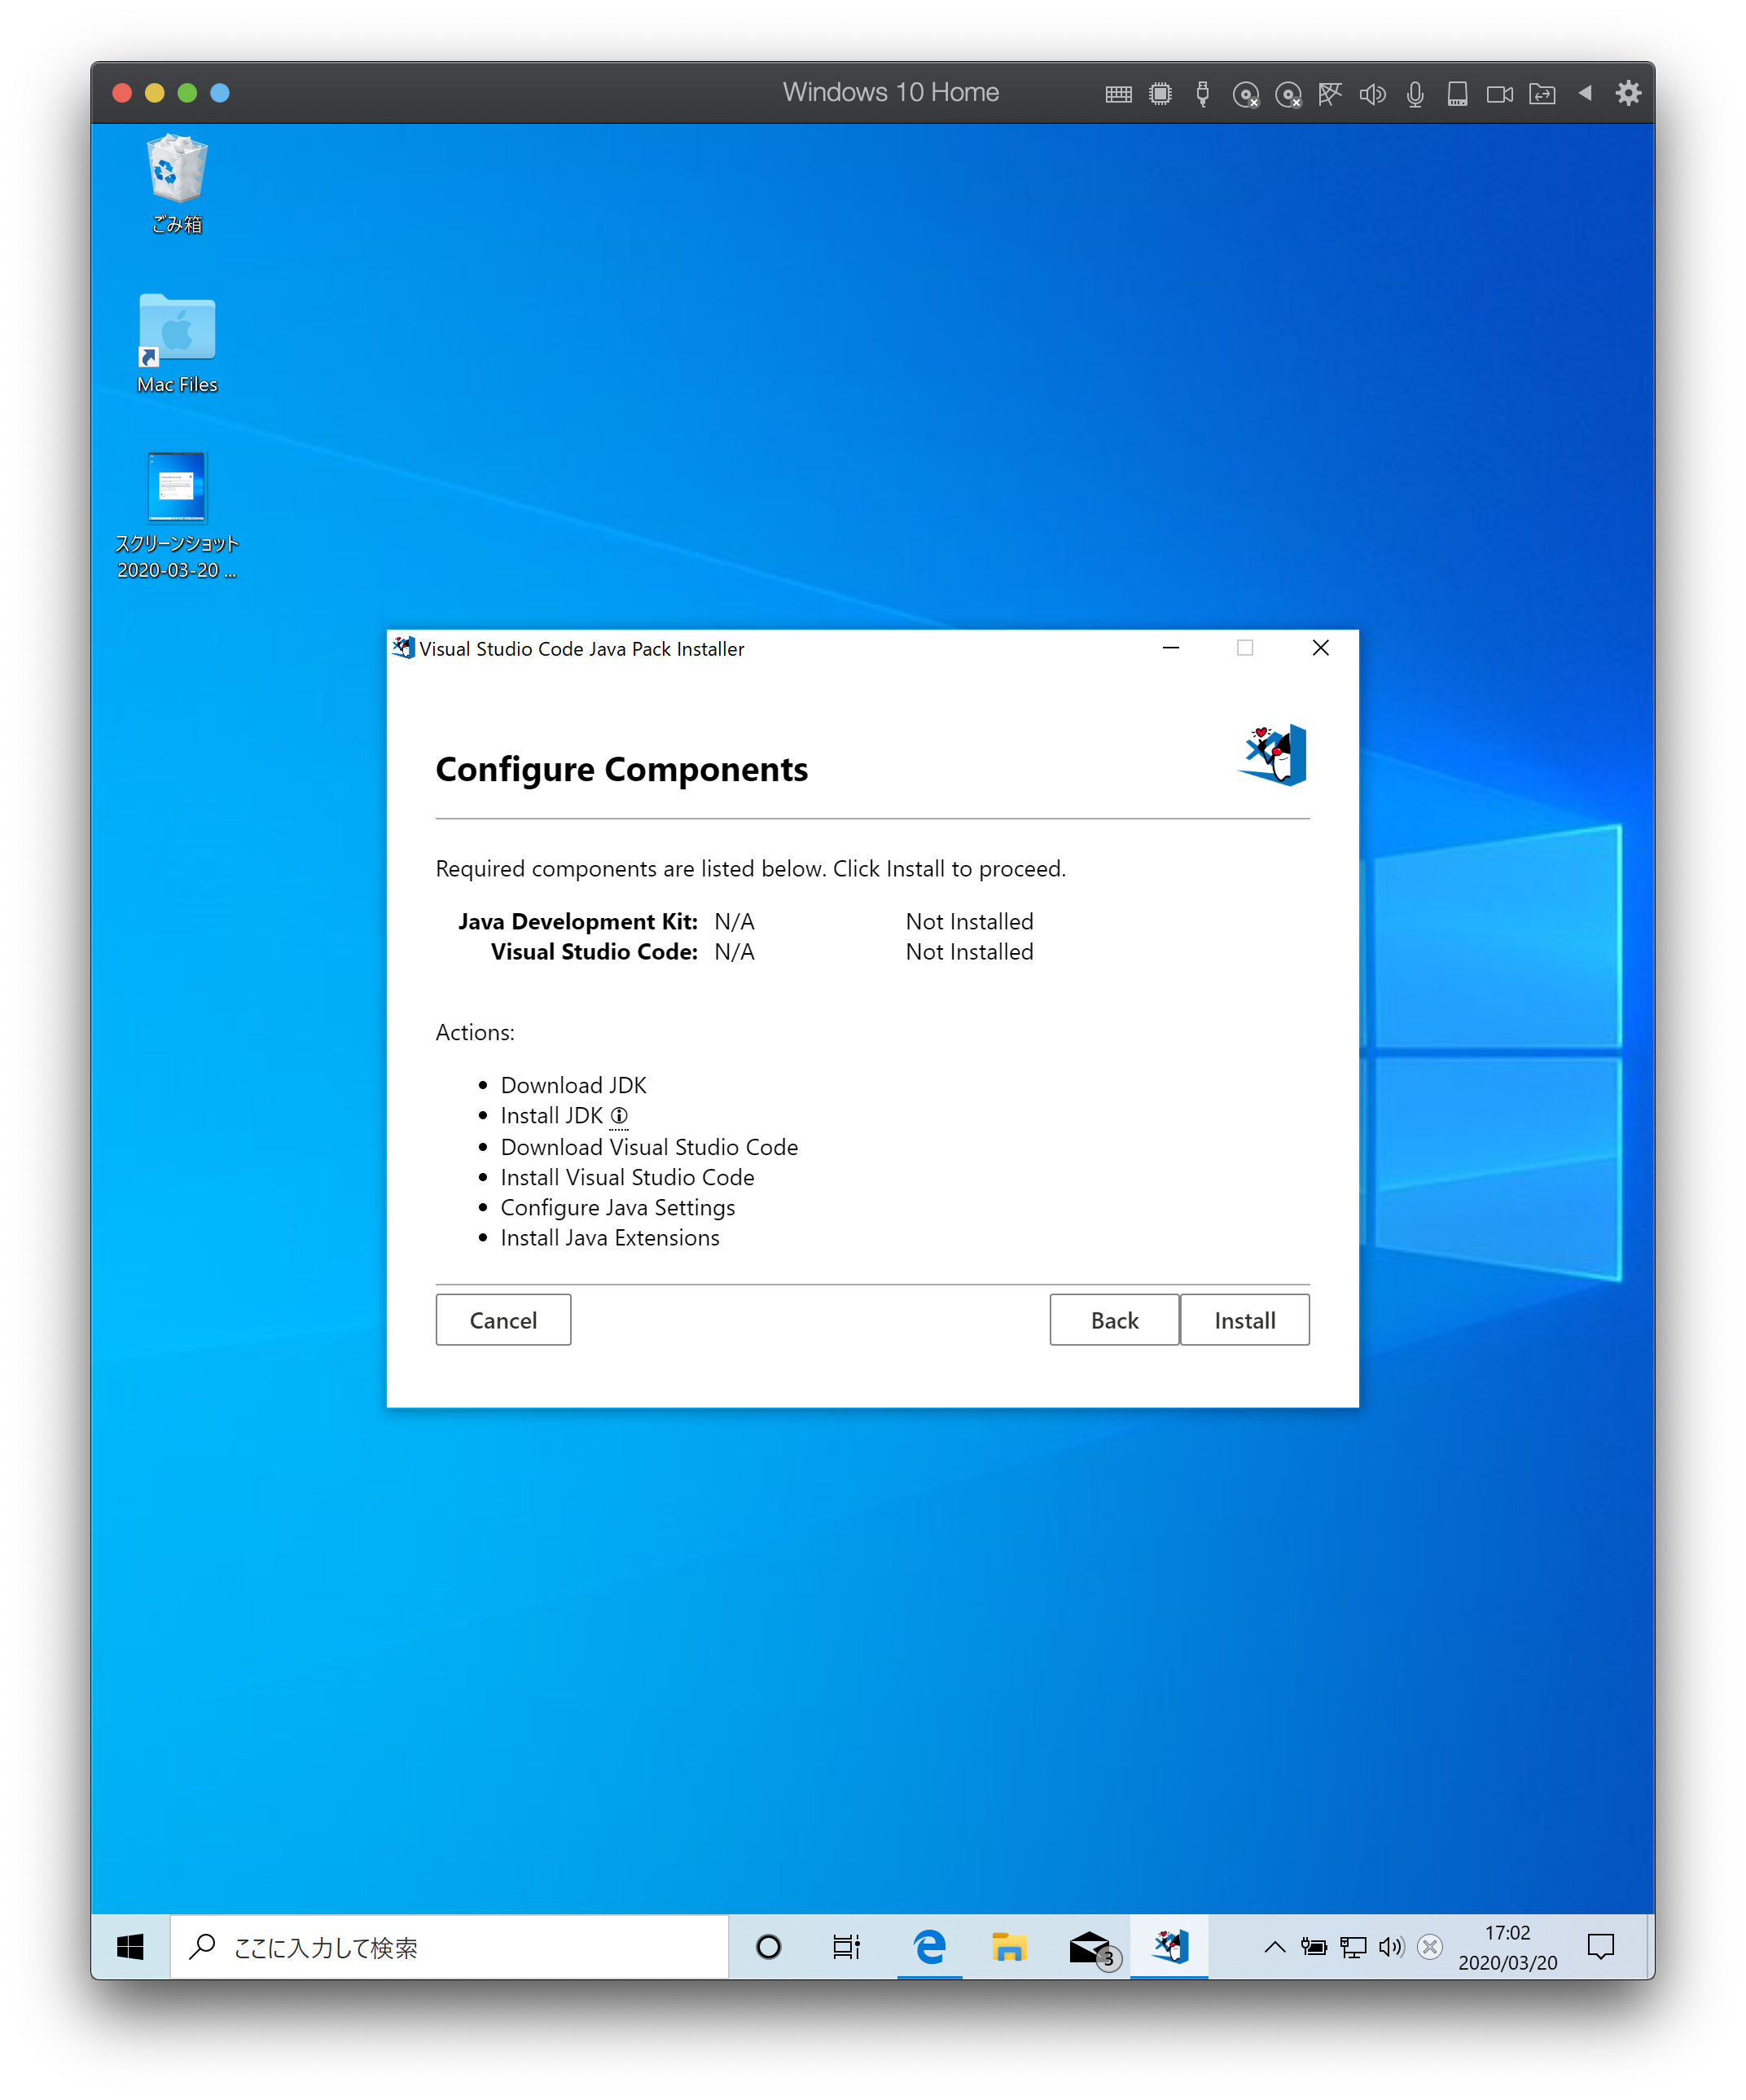 Windows 10 Home
ごみ箱
Mac Files
スクリーンショット
2020-03-20 ...
Visual Studio Code Java Pack Installer
Configure Components
Required components are listed below. Click Install to proceed.
Java Development Kit: N/A Not Installed
Visual Studio Code: N/A Not Installed
Actions:
• Download JDK
• Install JDK ⓘ
• Download Visual Studio Code
• Install Visual Studio Code
• Configure Java Settings
• Install Java Extensions
Cancel Back Install
ここに入力して検索
3
17:02
2020/03/20